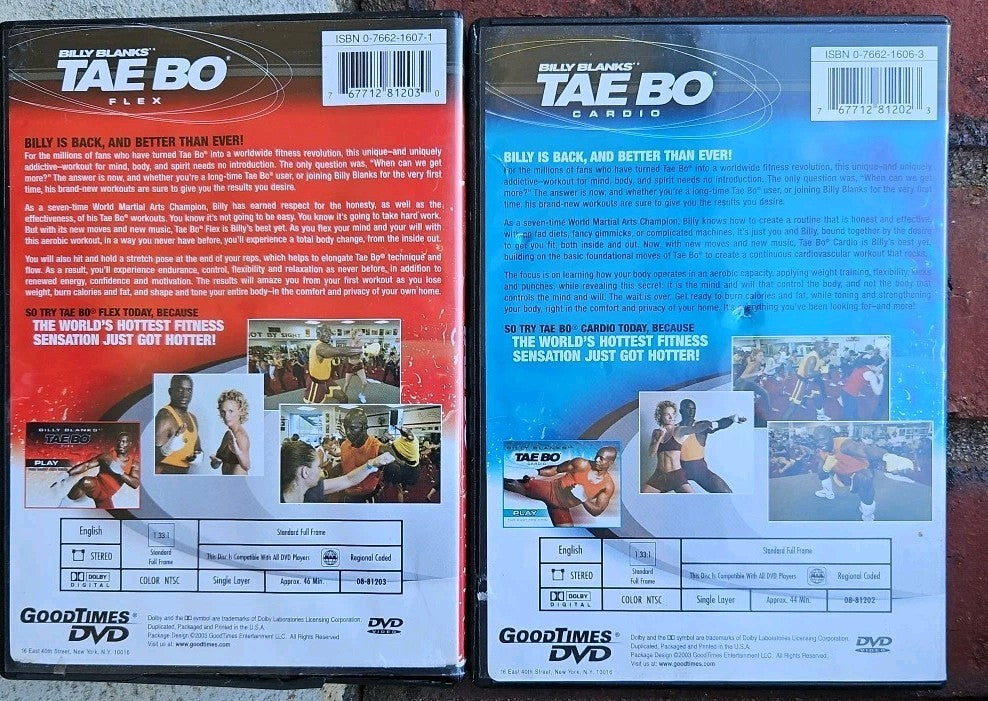 BILLY BLANKS™
TAE BO®
FLEX
ISBN 0-7662-1607-1
7 67712 81203 0
BILLY IS BACK, AND BETTER THAN EVER!
For the millions of fans who have turned Tae Bo® into a worldwide fitness revolution, this unique–and uniquely
addictive–workout for mind, body, and spirit needs no introduction. The only question was, "When can we get
more?" The answer is now, and whether you're a long-time Tae Bo® user, or joining Billy Blanks for the very first
time, his brand-new workouts are sure to give you the results you desire.
As a seven-time World Martial Arts Champion, Billy has earned respect for the honesty, as well as the
effectiveness, of his Tae Bo® workouts. You know it's not going to be easy. You know it's going to take hard work.
But with its new moves and new music, Tae Bo® Flex is Billy's best yet. As you flex your mind and your will with
this aerobic workout, in a way you never have before, you'll experience a total body change, from the inside out.
You will also hit and hold a stretch pose at the end of your reps, which helps to elongate Tae Bo® technique and
flow. As a result, you'll experience endurance, control, flexibility and relaxation as never before, in addition to
renewed energy, confidence and motivation. The results will amaze you from your first workout as you lose
weight, burn calories and fat, and shape and tone your entire body–in the comfort and privacy of your own home.
SO TRY TAE BO® FLEX TODAY, BECAUSE
THE WORLD'S HOTTEST FITNESS
SENSATION JUST GOT HOTTER!
BILLY BLANKS™
TAE BO
PLAY
English
1.33:1
Standard
Full Frame
Standard Full Frame
STEREO
This Disc Is Compatible With All DVD Players
Regional Coded
DOLBY
DIGITAL
COLOR NTSC
Single Layer
Approx. 46 Min.
08-81203
GOODTIMES®
DVD
16 East 40th Street, New York, N.Y. 10016
Dolby and the DD symbol are trademarks of Dolby Laboratories Licensing Corporation.
Duplicated, Packaged and Printed in the U.S.A.
Package Design ©2003 GoodTimes Entertainment LLC. All Rights Reserved.
Visit us at: www.goodtimes.com
DVD
VIDEO
BILLY BLANKS™
TAE BO®
CARDIO
ISBN 0-7662-1606-3
7 67712 81202 3
BILLY IS BACK, AND BETTER THAN EVER!
For the millions of fans who have turned Tae Bo® into a worldwide fitness revolution, this unique–and uniquely
addictive–workout for mind, body, and spirit needs no introduction. The only question was, "When can we get
more?" The answer is now, and whether you're a long-time Tae Bo® user, or joining Billy Blanks for the very first
time, his brand-new workouts are sure to give you the results you desire.
As a seven-time World Martial Arts Champion, Billy knows how to create a routine that is honest and effective,
with no fad diets, fancy gimmicks, or complicated machines. It's just you and Billy, bound together by the desire
to get you fit, both inside and out. Now, with new moves and new music, Tae Bo® Cardio is Billy's best yet,
building on the basic foundational moves of Tae Bo® to create a continuous cardiovascular workout that rocks.
The focus is on learning how your body operates in an aerobic capacity, applying weight training, flexibility, kicks
and punches, while revealing this secret: it is the mind and will that control the body, and not the body that
controls the mind and will. The wait is over. Get ready to burn calories and fat, while toning and strengthening
your body, right in the comfort and privacy of your home. It's everything you've been looking for–and more!
SO TRY TAE BO® CARDIO TODAY, BECAUSE
THE WORLD'S HOTTEST FITNESS
SENSATION JUST GOT HOTTER!
TAE BO
CARDIO
PLAY
English
1.33:1
Standard
Full Frame
Standard Full Frame
STEREO
This Disc Is Compatible With All DVD Players
Regional Coded
DOLBY
DIGITAL
COLOR NTSC
Single Layer
Approx. 44 Min.
08-81202
GOODTIMES®
DVD
16 East 40th Street, New York, N.Y. 10016
Dolby and the DD symbol are trademarks of Dolby Laboratories Licensing Corporation.
Duplicated, Packaged and Printed in the U.S.A.
Package Design ©2003 GoodTimes Entertainment LLC. All Rights Reserved.
Visit us at: www.goodtimes.com
DVD
VIDEO